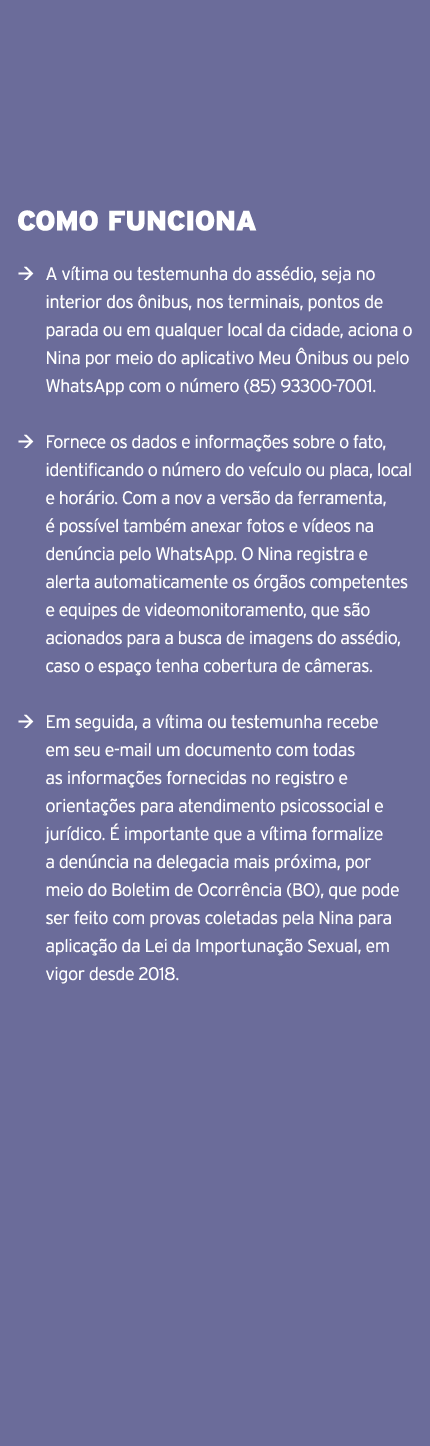 COMO FUNCIONA
→ A vítima ou testemunha do assédio, seja no
interior dos ônibus, nos terminais, pontos de
parada ou em qualquer local da cidade, aciona o
Nina por meio do aplicativo Meu Ônibus ou pelo
WhatsApp com o número (85) 93300-7001.
→ Fornece os dados e informações sobre o fato,
identificando o número do veículo ou placa, local
e horário. Com a nov a versão da ferramenta,
é possível também anexar fotos e vídeos na
denúncia pelo WhatsApp. O Nina registra e
alerta automaticamente os órgãos competentes
e equipes de videomonitoramento, que são
acionados para a busca de imagens do assédio,
caso o espaço tenha cobertura de câmeras.
→ Em seguida, a vítima ou testemunha recebe
em seu e-mail um documento com todas
as informações fornecidas no registro e
orientações para atendimento psicossocial e
jurídico. É importante que a vítima formalize
a denúncia na delegacia mais próxima, por
meio do Boletim de Ocorrência (BO), que pode
ser feito com provas coletadas pela Nina para
aplicação da Lei da Importunação Sexual, em
vigor desde 2018.